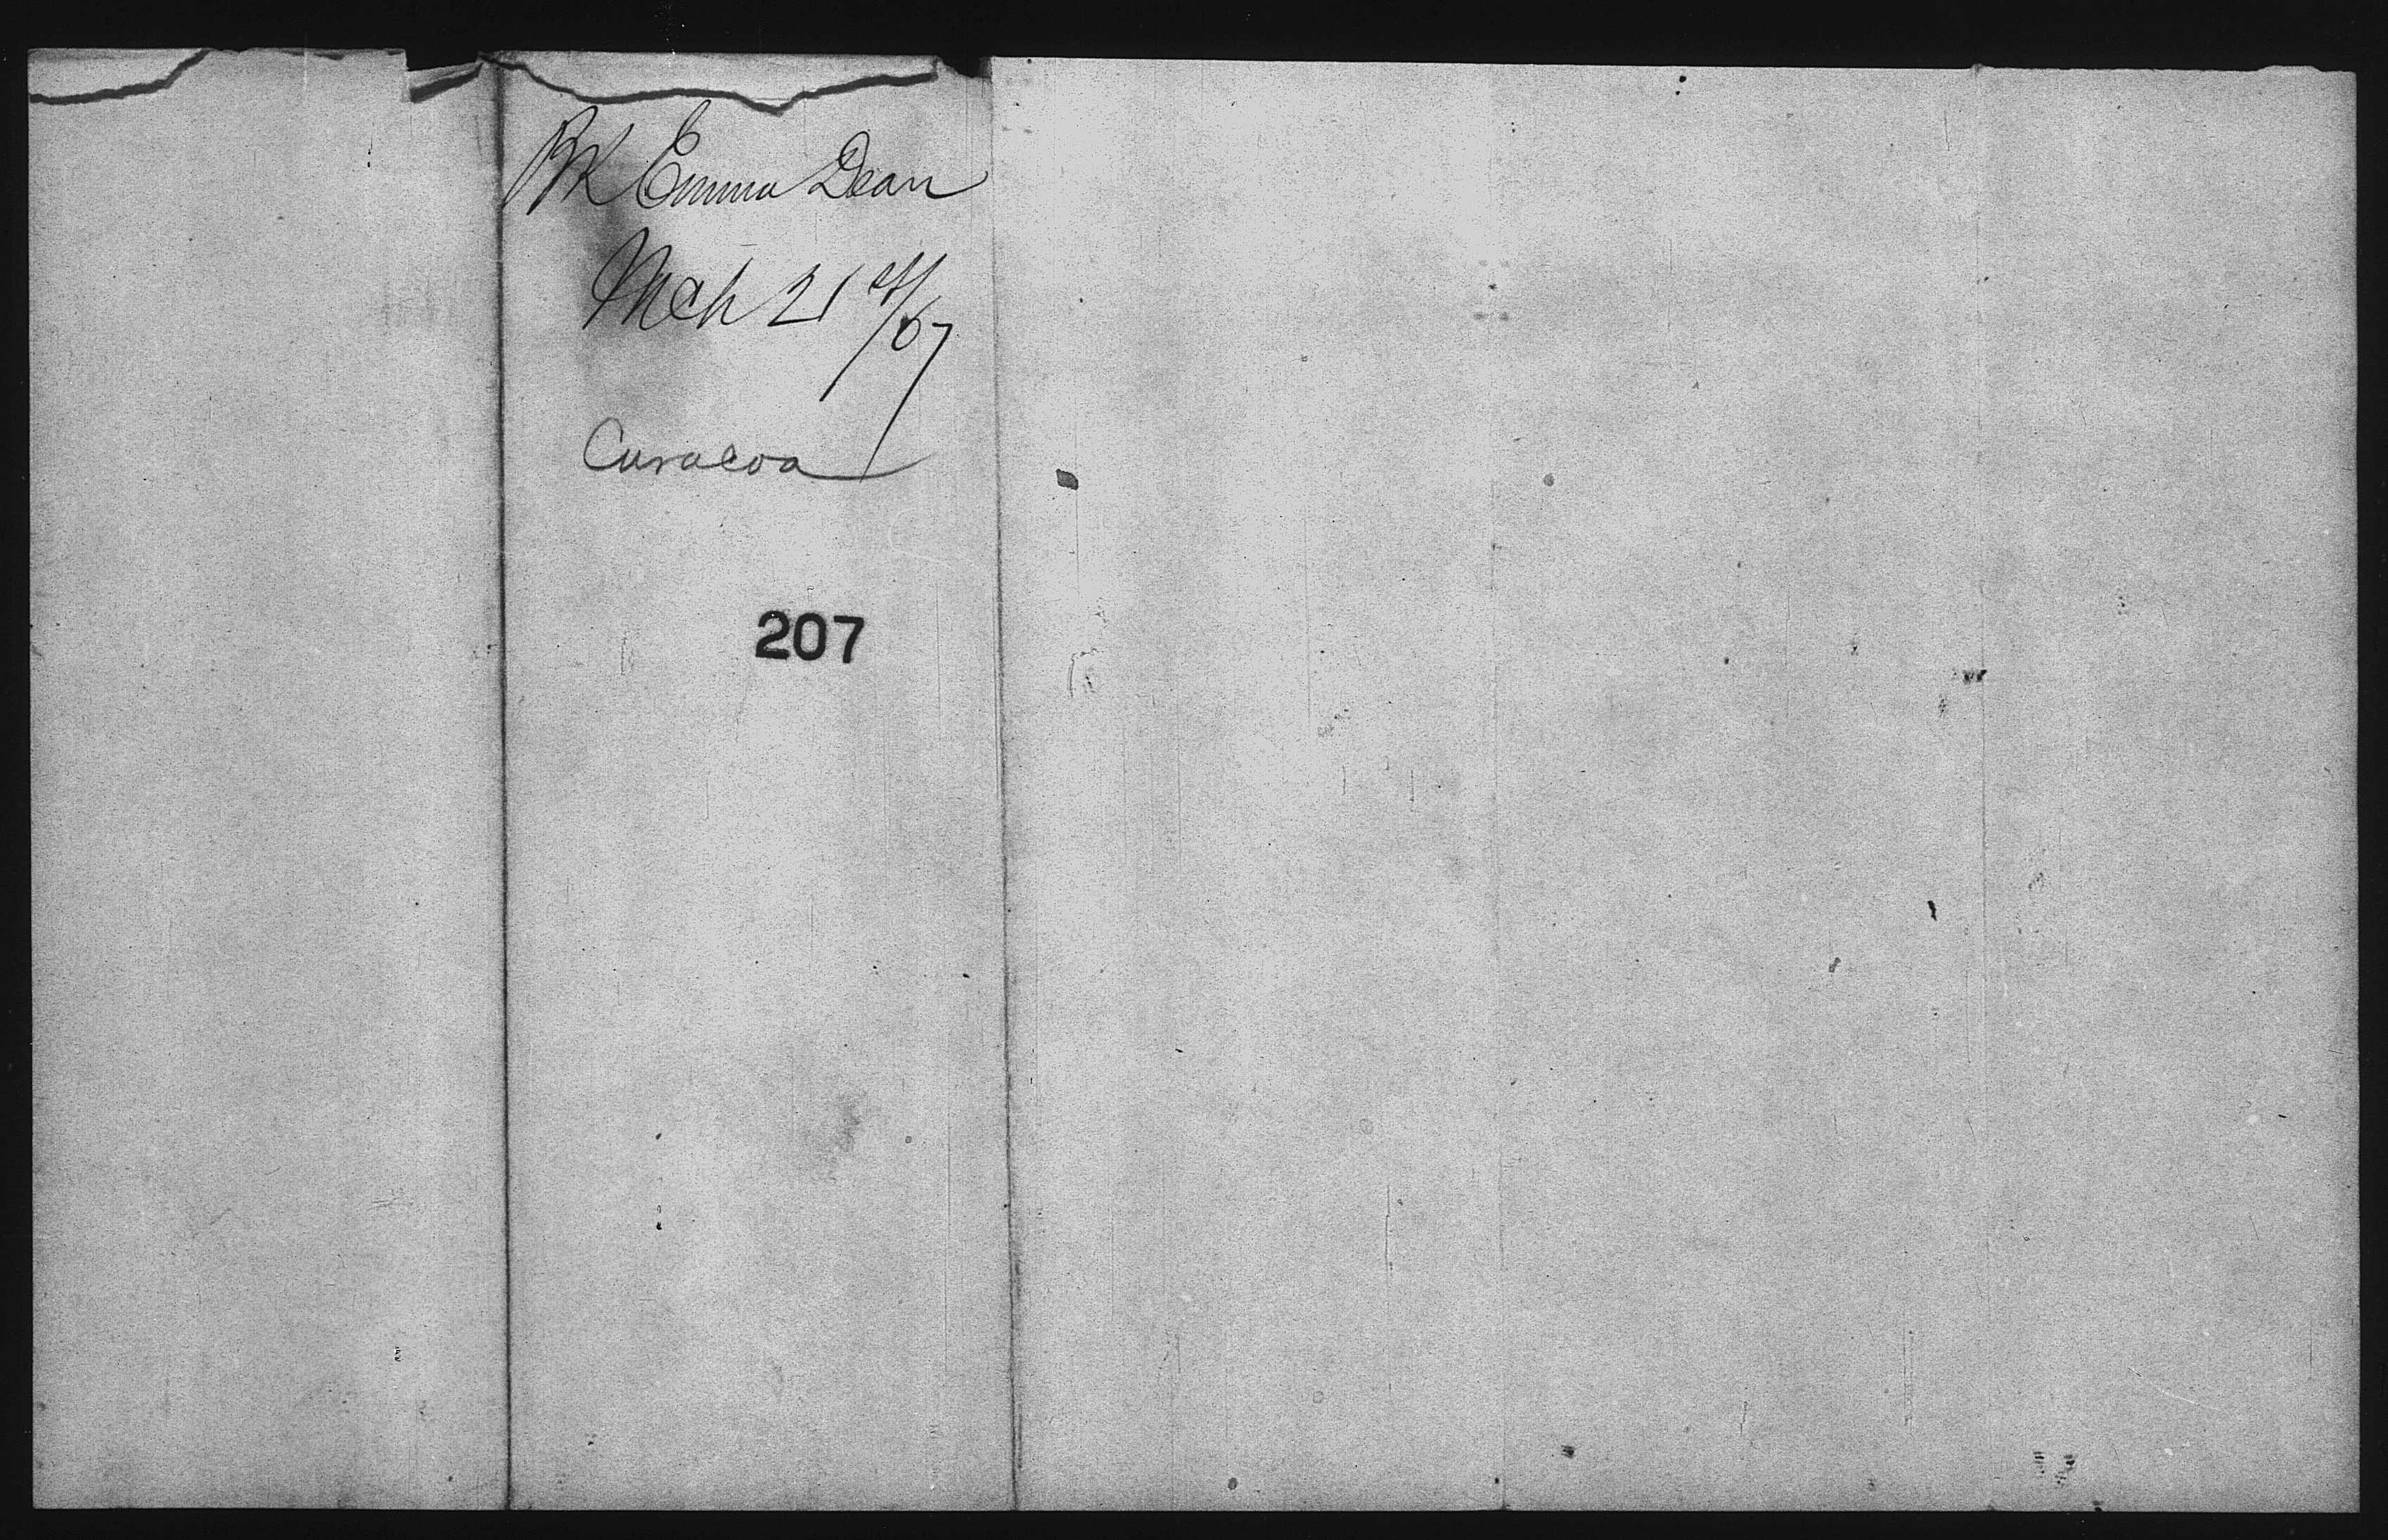 BK Emma Dean
Mch 21st/67
Curacoa
207